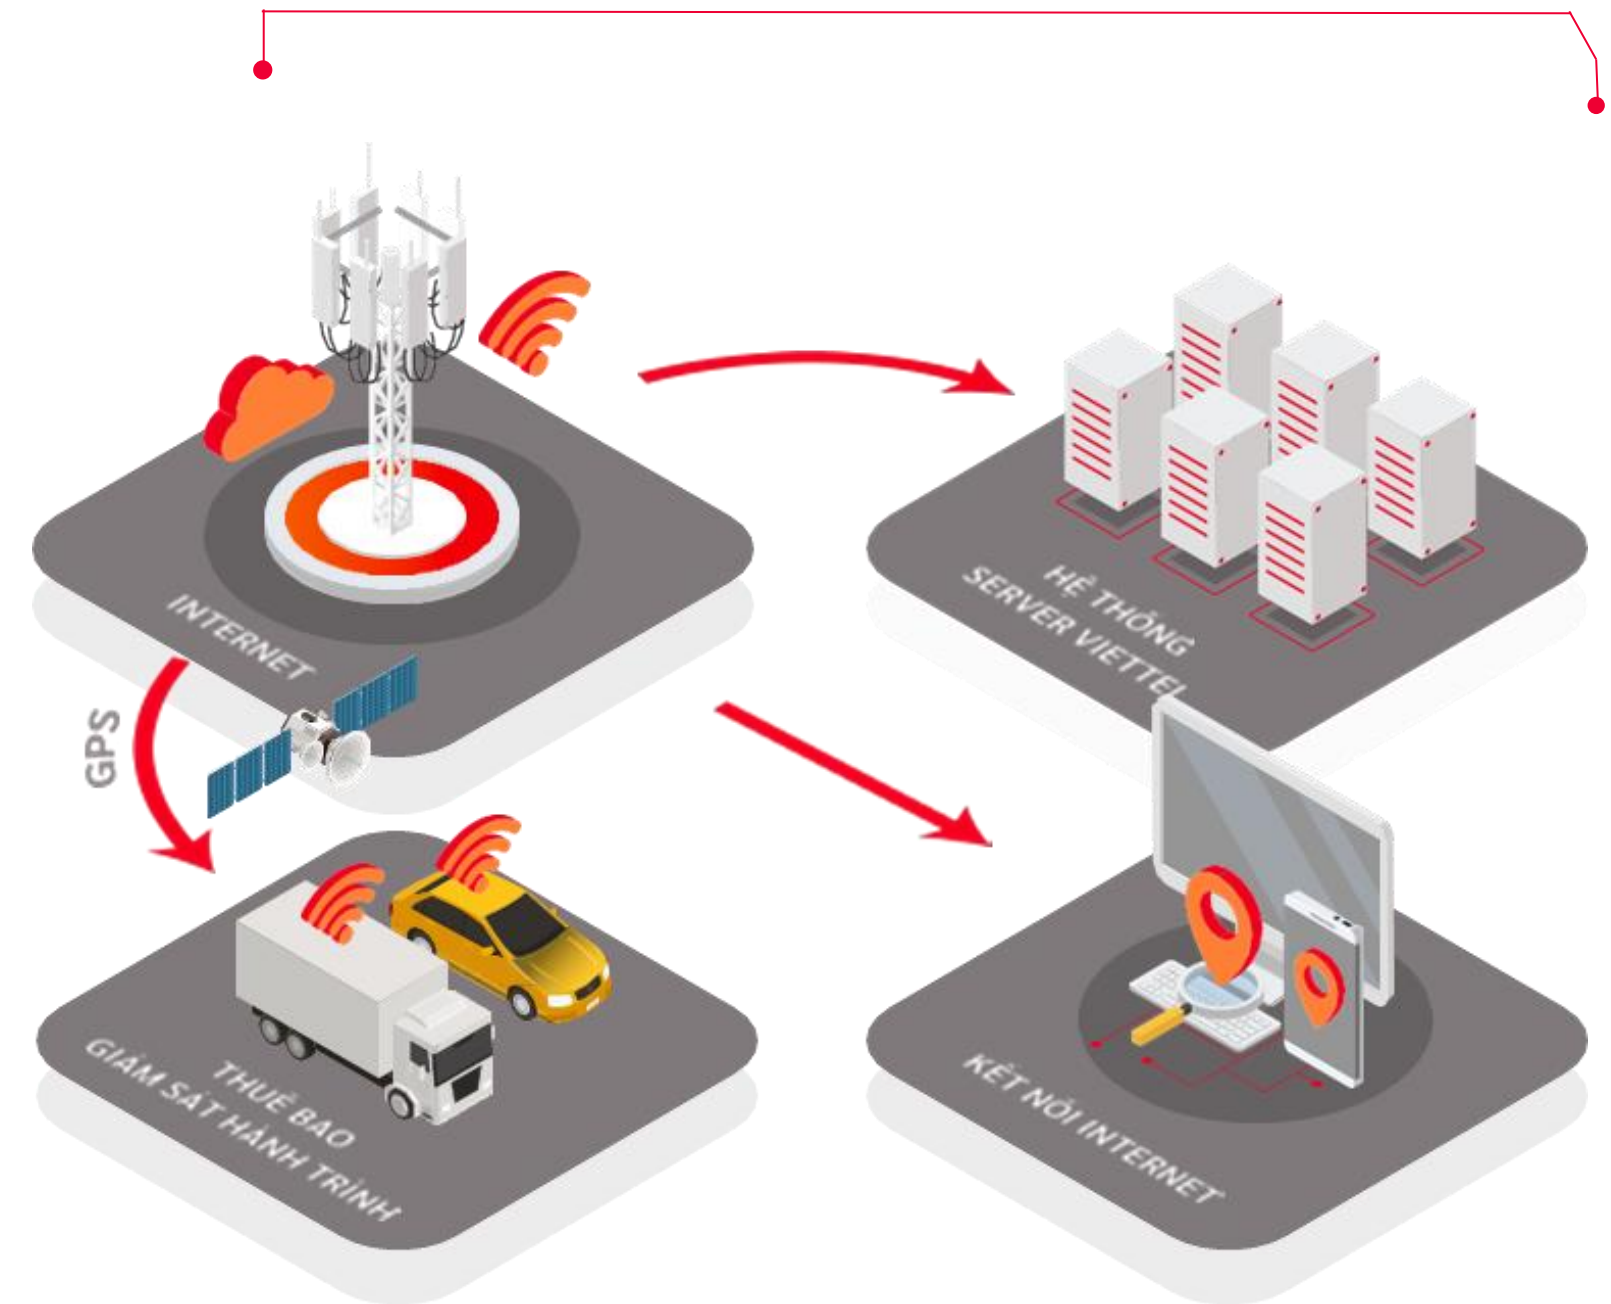 INTERNET
HỆ THỐNG
SERVER VIETTEL
GPS
THUÊ BAO
GIÁM SÁT HÀNH TRÌNH
KẾT NỐI INTERNET